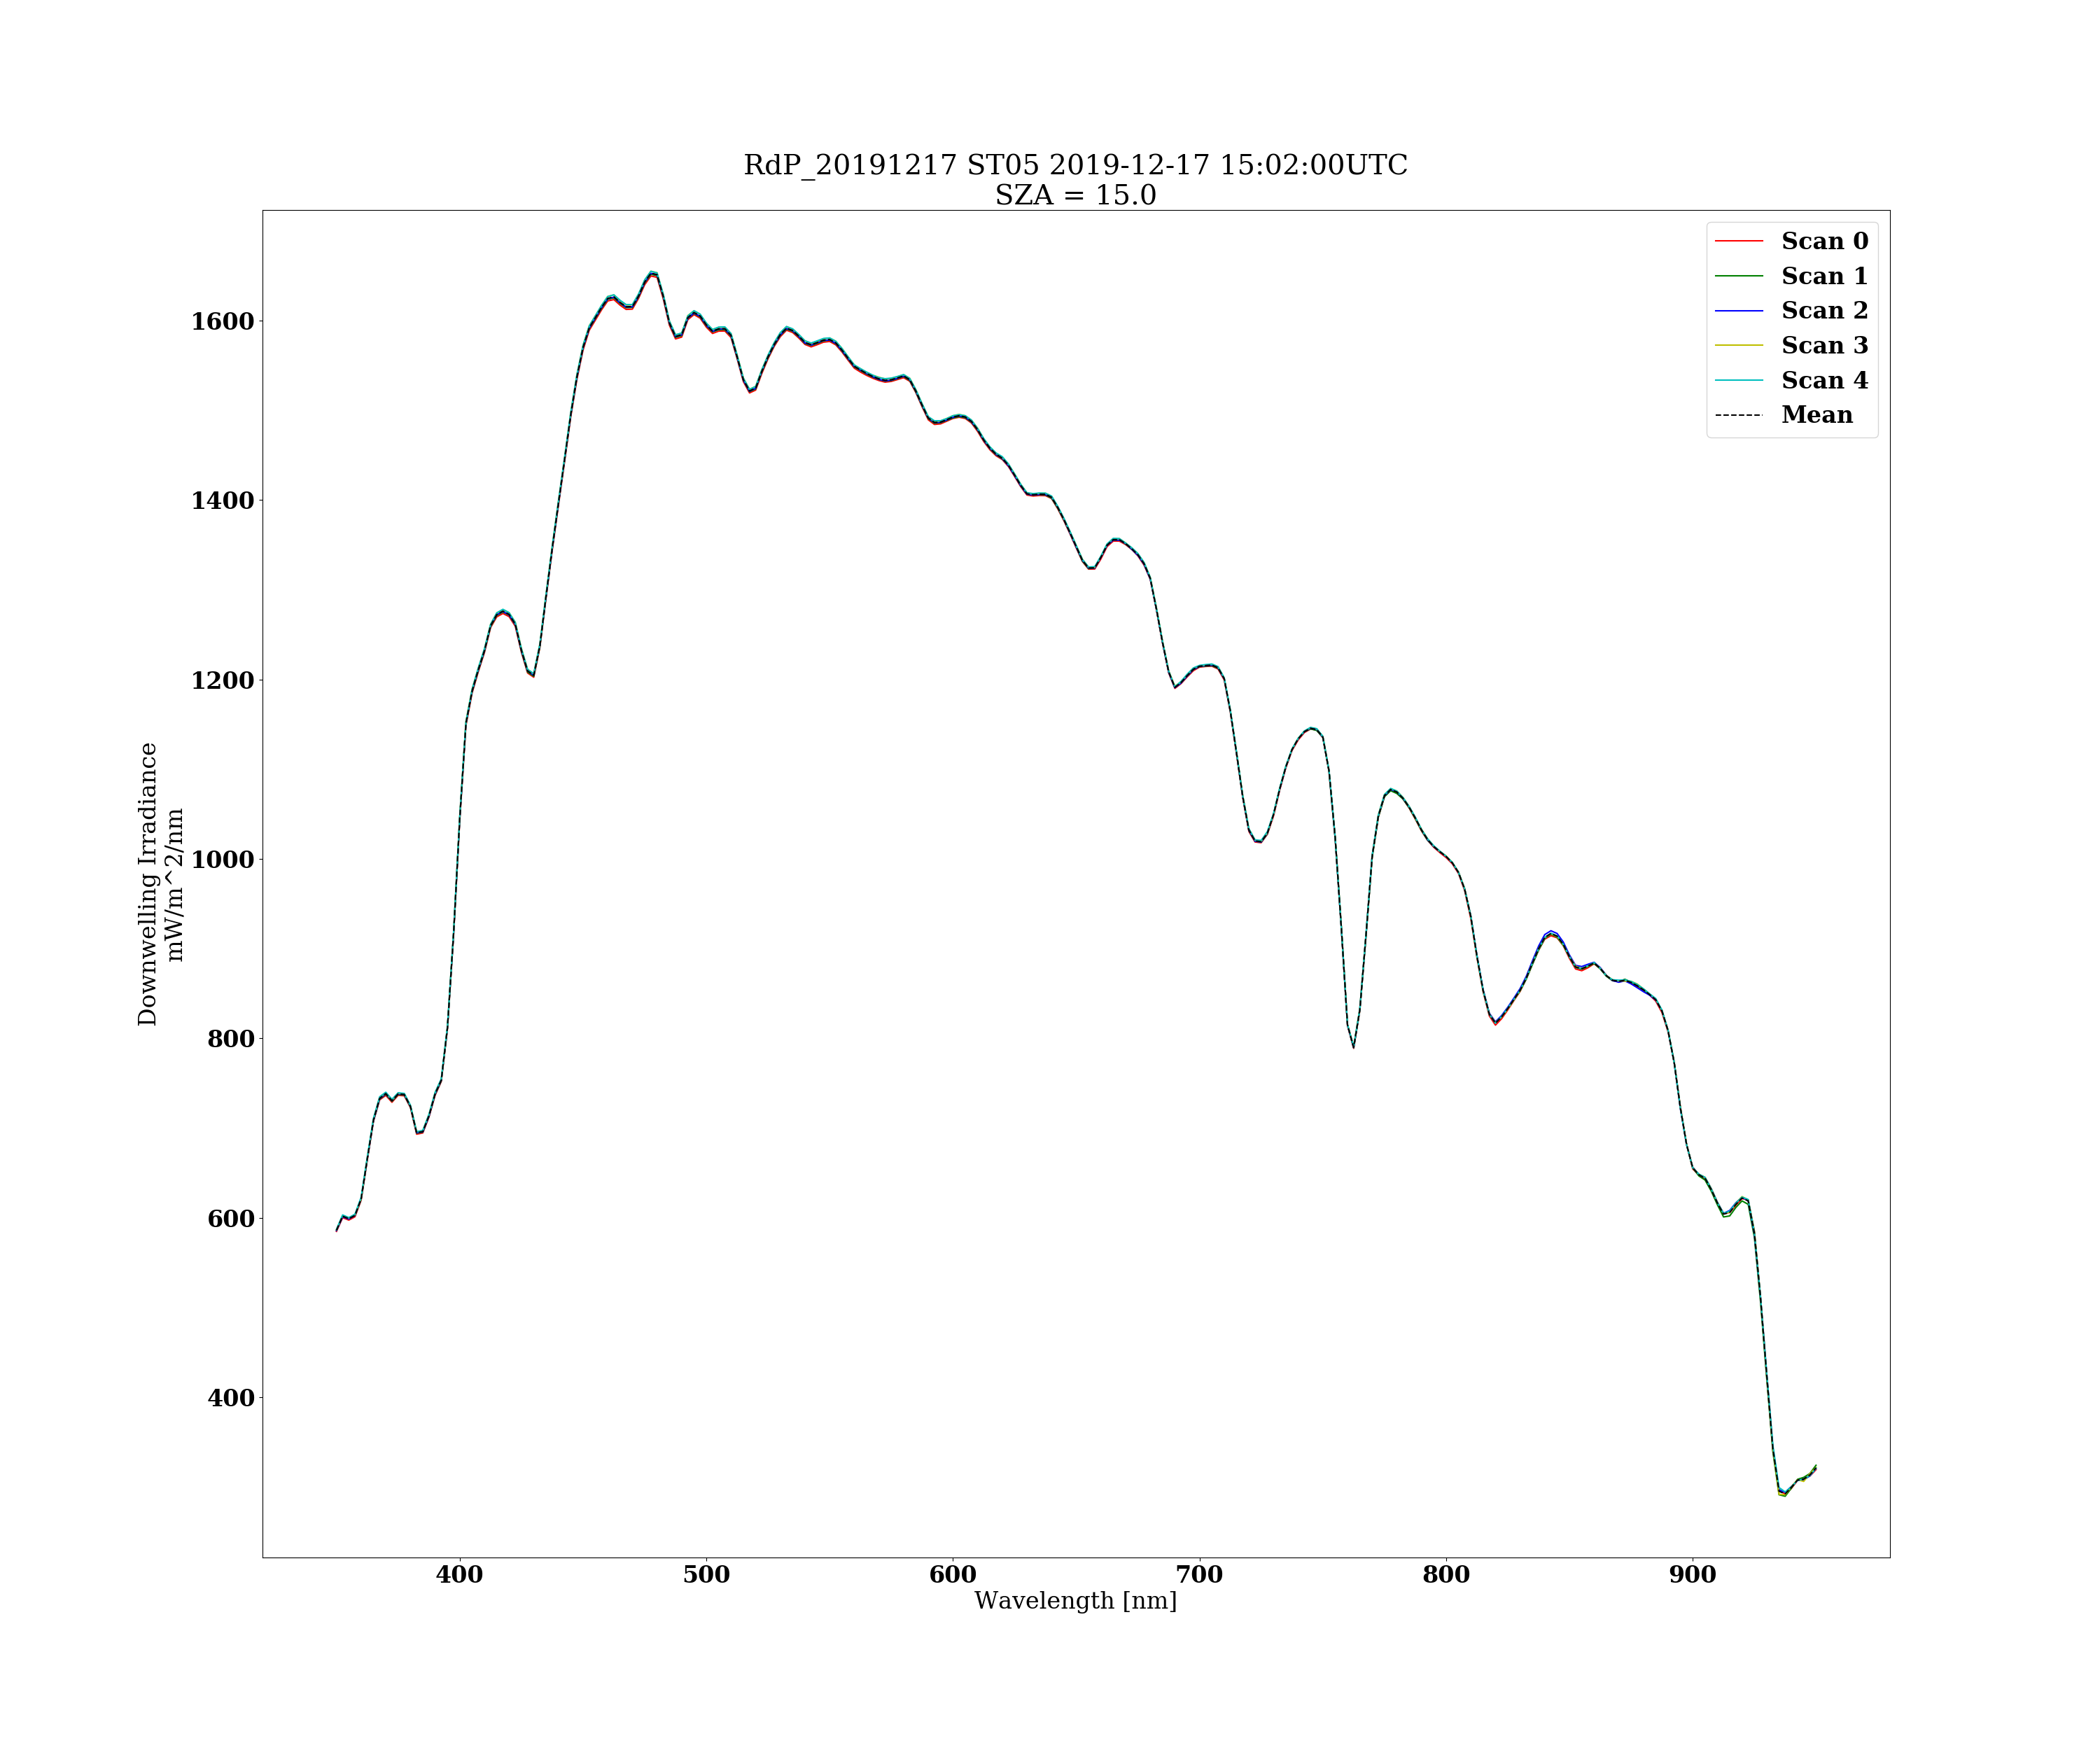 RdP_20191217 ST05 2019-12-17 15:02:00UTC
SZA = 15.0
Scan 0
Scan 1
Scan 2
Scan 3
Scan 4
Mean
Downwelling Irradiance
mW/m^2/nm
1600
1400
1200
1000
800
600
400
400 500 600 700 800 900
Wavelength [nm]